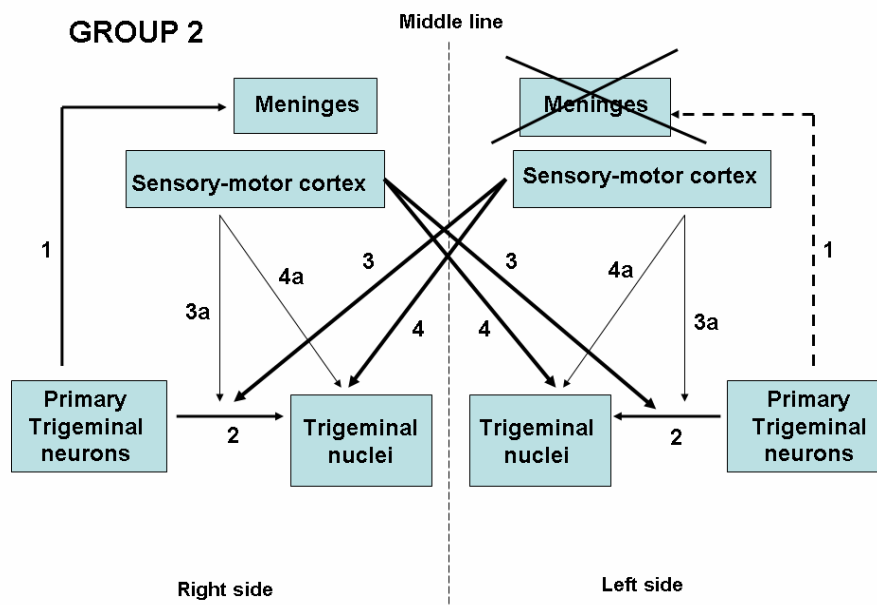 Middle line
GROUP 2
Meninges
Meninges
Sensory-motor cortex
Sensory-motor cortex
1
3
3
1
4a
4a
3a
3a
4
4
Primary
Trigeminal
neurons
2
Trigeminal
nuclei
Trigeminal
nuclei
2
Primary
Trigeminal
neurons
Right side
Left side